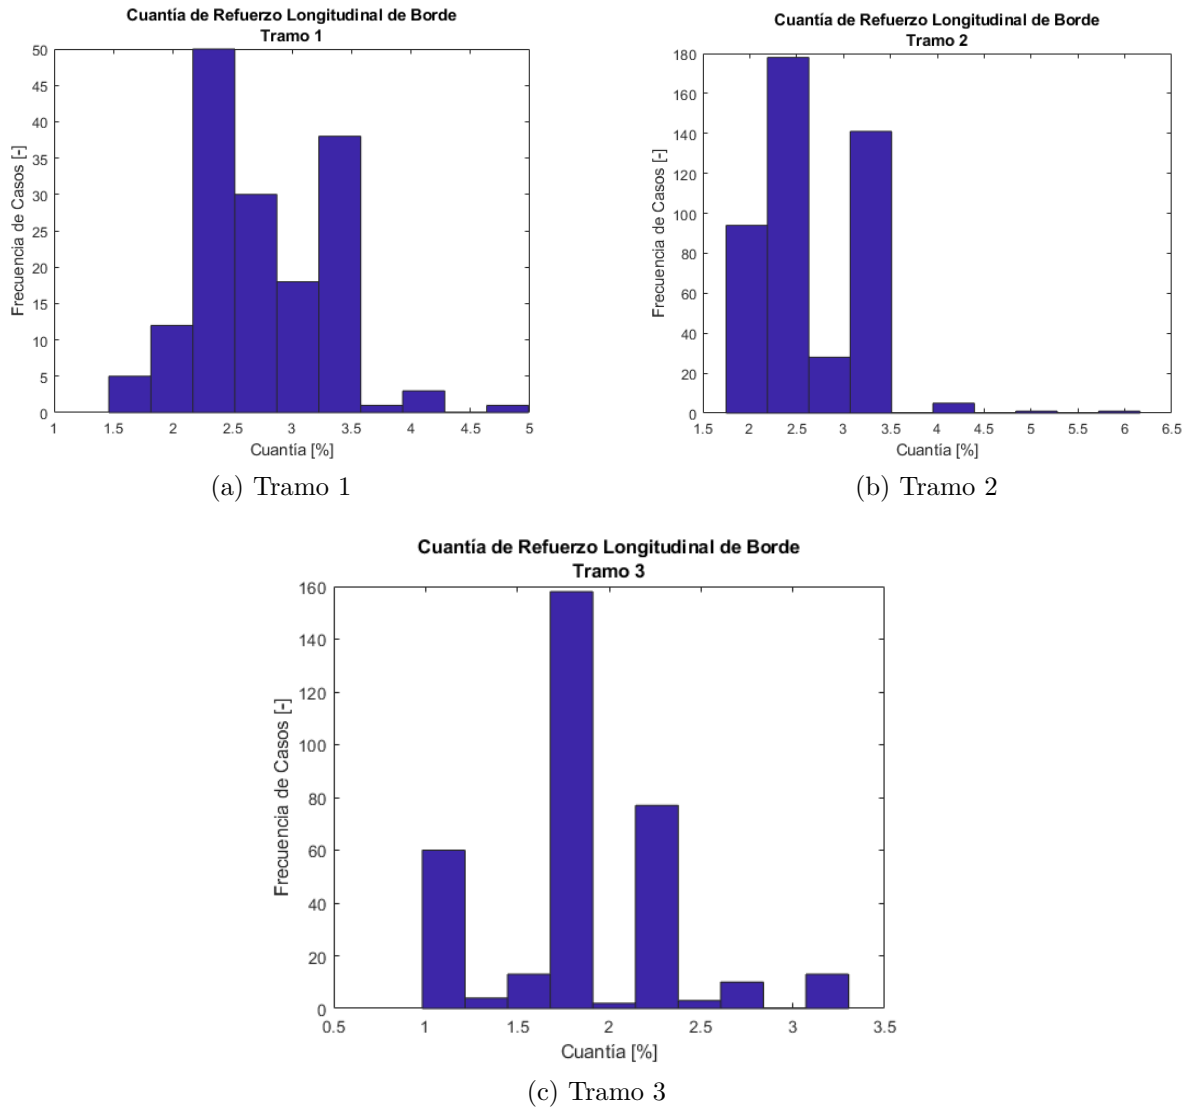 Cuantía de Refuerzo Longitudinal de Borde
Tramo 1
50
45
40
35
30
25
20
15
10
5
0
Frecuencia de Casos [-]
1 1.5 2 2.5 3 3.5 4 4.5 5
Cuantía [%]
(a) Tramo 1
Cuantía de Refuerzo Longitudinal de Borde
Tramo 2
180
160
140
120
100
80
60
40
20
0
Frecuencia de Casos [-]
1.5 2 2.5 3 3.5 4 4.5 5 5.5 6 6.5
Cuantía [%]
(b) Tramo 2
Cuantía de Refuerzo Longitudinal de Borde
Tramo 3
160
140
120
100
80
60
40
20
0
Frecuencia de Casos [-]
0.5 1 1.5 2 2.5 3 3.5
Cuantía [%]
(c) Tramo 3